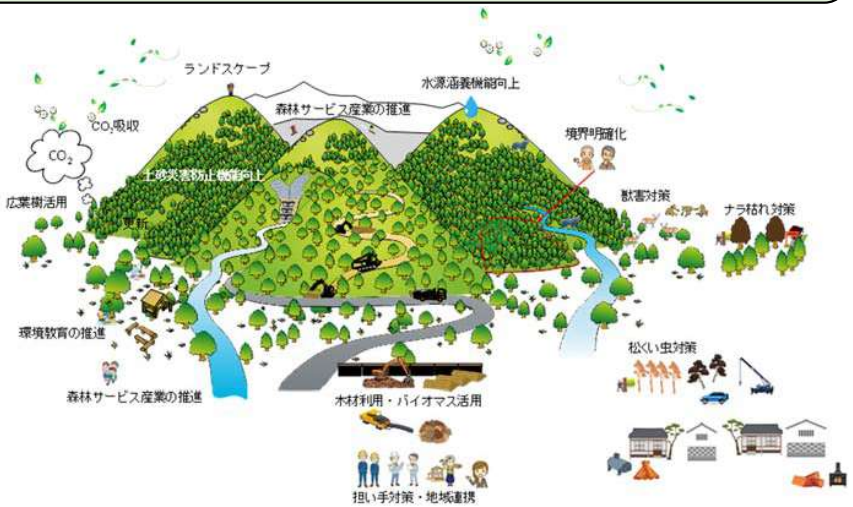 ランドスケープ
水源涵養機能向上
森林サービス産業の推進
CO₂吸収
境界明確化
CO₂
土砂災害防止機能向上
獣害対策
広葉樹活用
ナラ枯れ対策
更新
環境教育の推進
松くい虫対策
森林サービス産業の推進
木材利用・バイオマス活用
担い手対策・地域連携